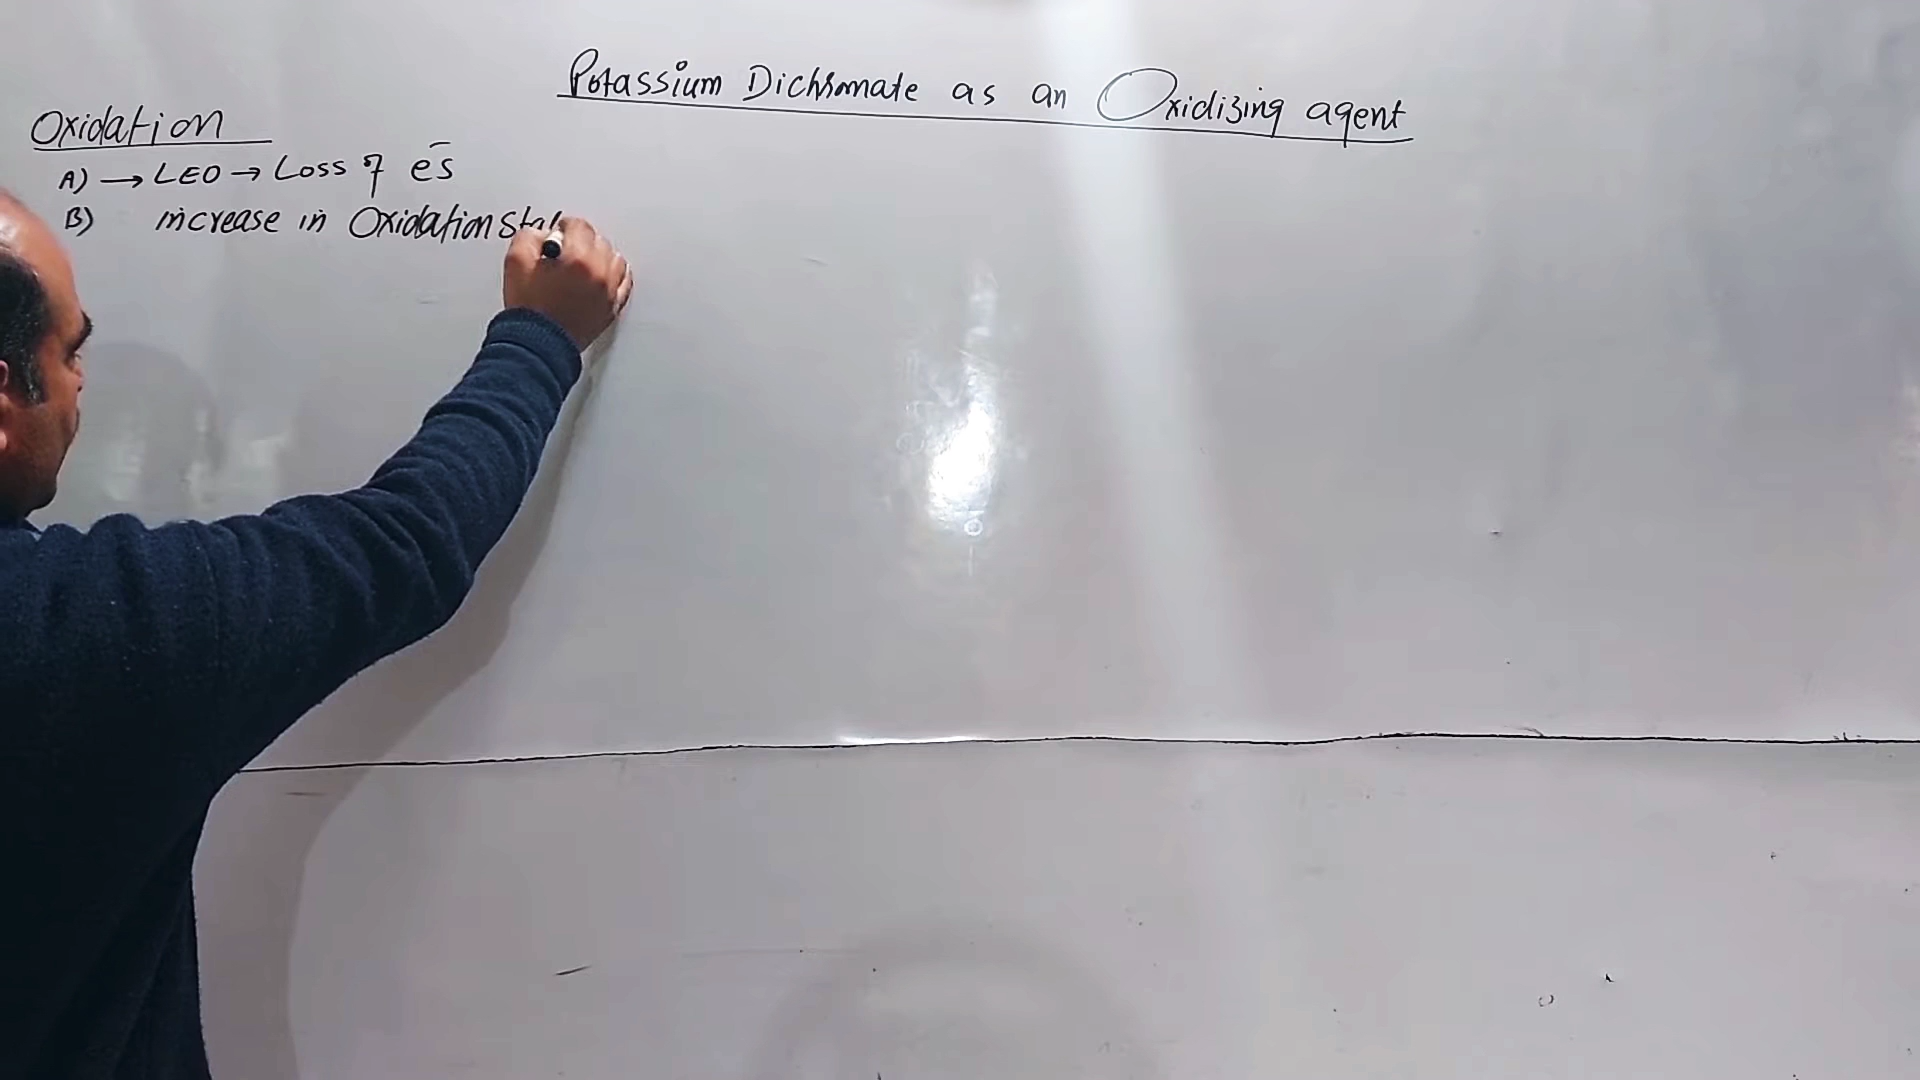 Potassium Dichromate as an Oxidizing agent
Oxidation
A) → LEO → Loss of e⁻s
B) increase in Oxidation